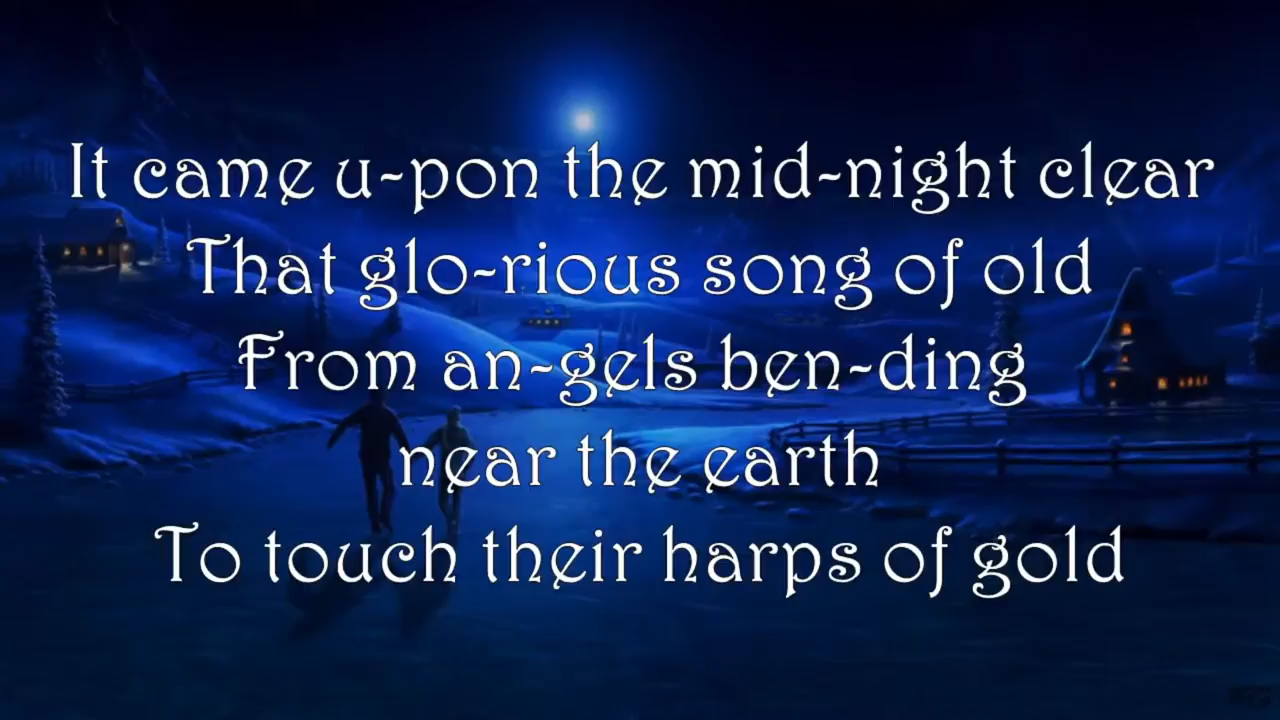 It came u-pon the mid-night clear
That glo-rious song of old
From an-gels ben-ding
near the earth
To touch their harps of gold